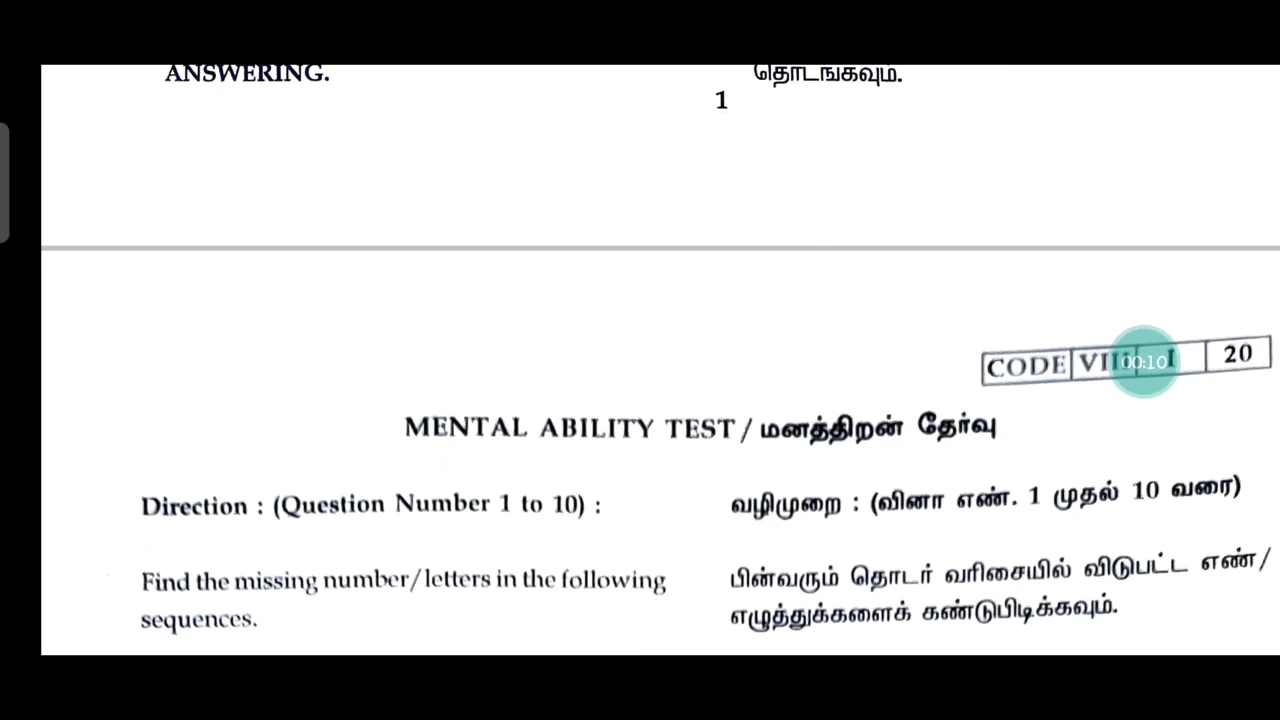 ANSWERING.
தொடங்கவும்.
1
CODE 20
00:10
MENTAL ABILITY TEST / மனத்திறன் தேர்வு
Direction : (Question Number 1 to 10) :
வழிமுறை : (வினா எண். 1 முதல் 10 வரை)
Find the missing number/letters in the following
sequences.
பின்வரும் தொடர் வரிசையில் விடுபட்ட எண்/
எழுத்துக்களைக் கண்டுபிடிக்கவும்.